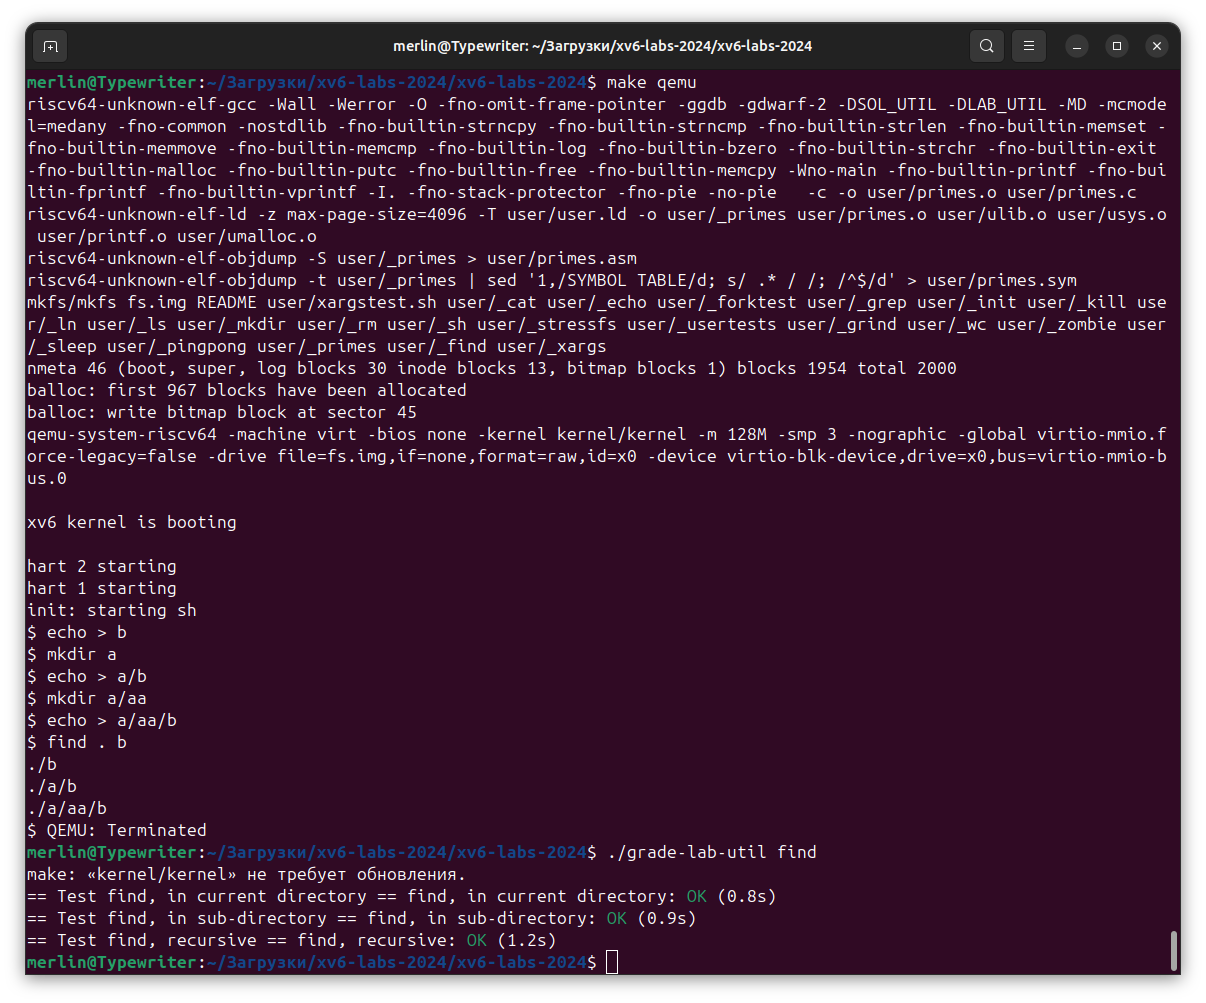 merlin@Typewriter: ~/Загрузки/xv6-labs-2024/xv6-labs-2024
merlin@Typewriter:~/Загрузки/xv6-labs-2024/xv6-labs-2024$ make qemu
riscv64-unknown-elf-gcc -Wall -Werror -O -fno-omit-frame-pointer -ggdb -gdwarf-2 -DSOL_UTIL -DLAB_UTIL -MD -mcmode
l=medany -fno-common -nostdlib -fno-builtin-strncpy -fno-builtin-strncmp -fno-builtin-strlen -fno-builtin-memset -
fno-builtin-memmove -fno-builtin-memcmp -fno-builtin-log -fno-builtin-bzero -fno-builtin-strchr -fno-builtin-exit
-fno-builtin-malloc -fno-builtin-putc -fno-builtin-free -fno-builtin-memcpy -Wno-main -fno-builtin-printf -fno-bui
ltin-fprintf -fno-builtin-vprintf -I. -fno-stack-protector -fno-pie -no-pie   -c -o user/primes.o user/primes.c
riscv64-unknown-elf-ld -z max-page-size=4096 -T user/user.ld -o user/_primes user/primes.o user/ulib.o user/usys.o
 user/printf.o user/umalloc.o
riscv64-unknown-elf-objdump -S user/_primes > user/primes.asm
riscv64-unknown-elf-objdump -t user/_primes | sed '1,/SYMBOL TABLE/d; s/ .* / /; /^$/d' > user/primes.sym
mkfs/mkfs fs.img README user/xargstest.sh user/_cat user/_echo user/_forktest user/_grep user/_init user/_kill use
r/_ln user/_ls user/_mkdir user/_rm user/_sh user/_stressfs user/_usertests user/_grind user/_wc user/_zombie user
/_sleep user/_pingpong user/_primes user/_find user/_xargs
nmeta 46 (boot, super, log blocks 30 inode blocks 13, bitmap blocks 1) blocks 1954 total 2000
balloc: first 967 blocks have been allocated
balloc: write bitmap block at sector 45
qemu-system-riscv64 -machine virt -bios none -kernel kernel/kernel -m 128M -smp 3 -nographic -global virtio-mmio.f
orce-legacy=false -drive file=fs.img,if=none,format=raw,id=x0 -device virtio-blk-device,drive=x0,bus=virtio-mmio-b
us.0

xv6 kernel is booting

hart 2 starting
hart 1 starting
init: starting sh
$ echo > b
$ mkdir a
$ echo > a/b
$ mkdir a/aa
$ echo > a/aa/b
$ find . b
./b
./a/b
./a/aa/b
$ QEMU: Terminated
merlin@Typewriter:~/Загрузки/xv6-labs-2024/xv6-labs-2024$ ./grade-lab-util find
make: «kernel/kernel» не требует обновления.
== Test find, in current directory == find, in current directory: OK (0.8s)
== Test find, in sub-directory == find, in sub-directory: OK (0.9s)
== Test find, recursive == find, recursive: OK (1.2s)
merlin@Typewriter:~/Загрузки/xv6-labs-2024/xv6-labs-2024$